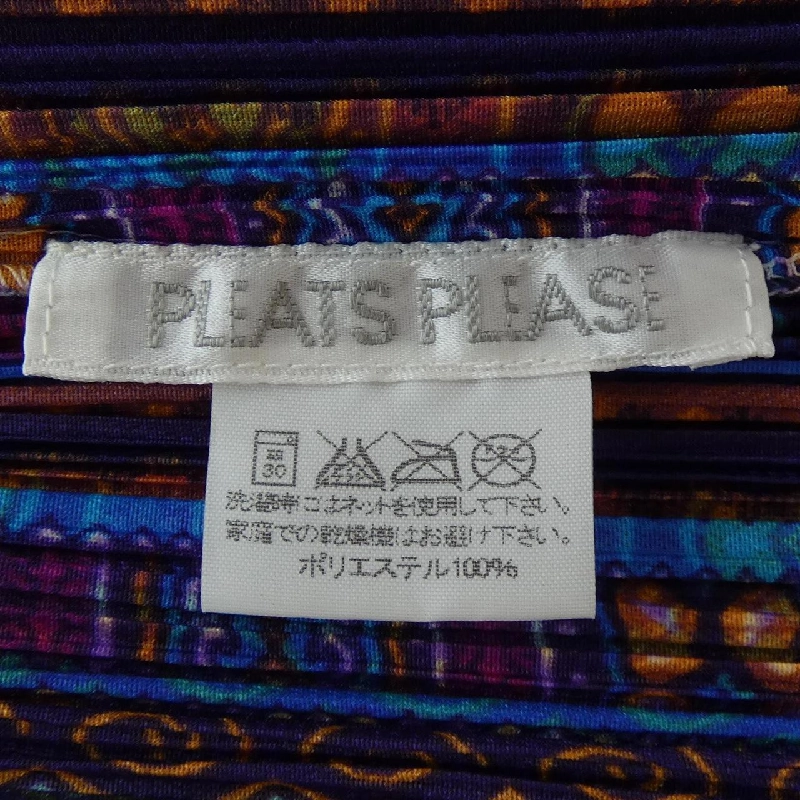 PLEATS PLEASE
弱
30
洗濯時にはネットを使用して下さい。
家庭での乾燥機はお避け下さい。
ポリエステル100%